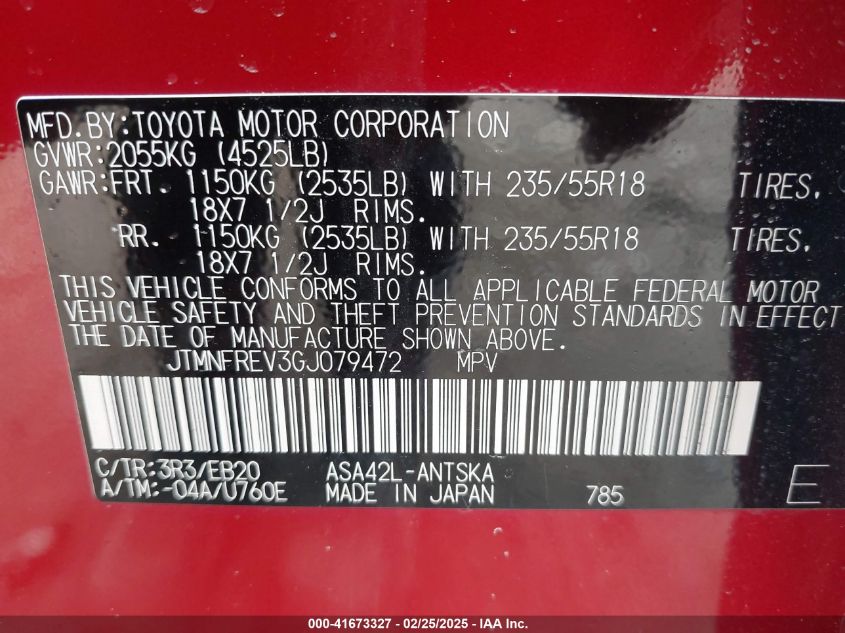 MFD.BY:TOYOTA MOTOR CORPORATION
GVWR:2055KG (4525LB)
GAWR:FRT. 1150KG (2535LB) WITH 235/55R18 TIRES,
18X7 1/2J RIMS.
RR. 1150KG (2535LB) WITH 235/55R18 TIRES,
18X7 1/2J RIMS.
THIS VEHICLE CONFORMS TO ALL APPLICABLE FEDERAL MOTOR
VEHICLE SAFETY AND THEFT PREVENTION STANDARDS IN EFFECT
THE DATE OF MANUFACTURE SHOWN ABOVE.
JTMNFREV3GJ079472 MPV
C/TR:3R3/EB20 ASA42L-ANTSKA
A/TM:-04A/U760E MADE IN JAPAN 785 E
000-41673327 - 02/25/2025 - IAA Inc.